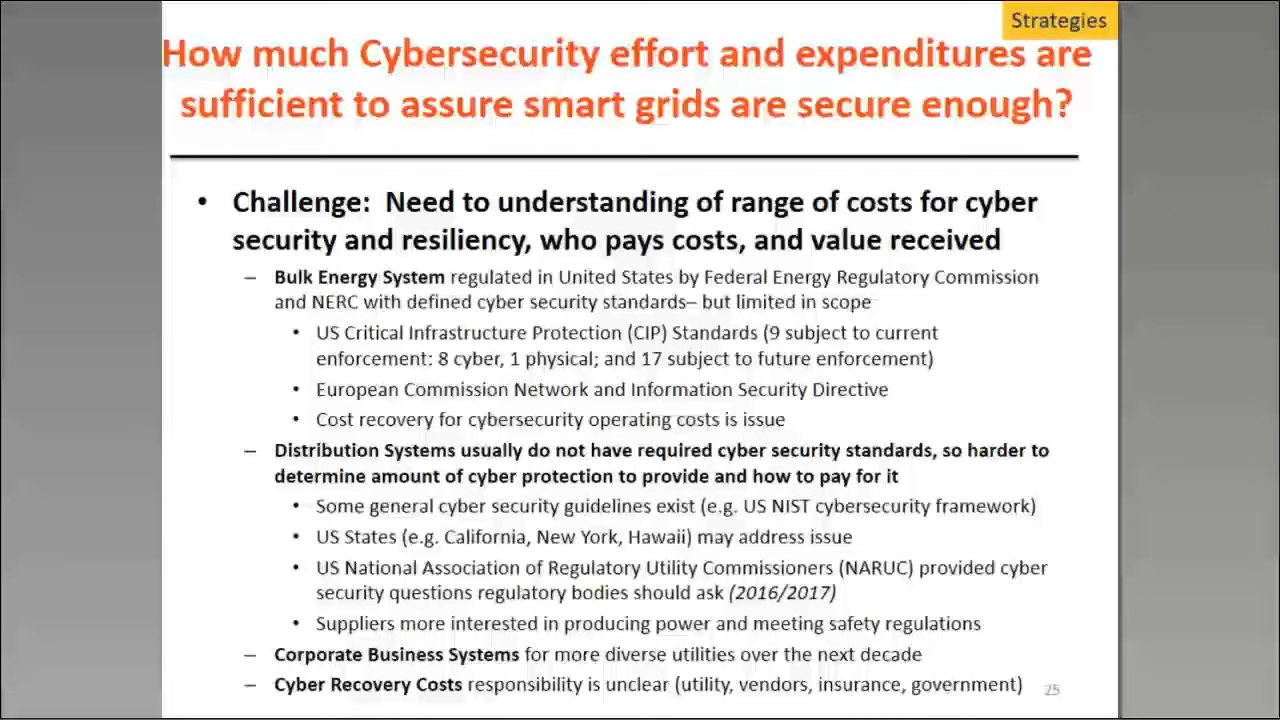 Strategies
How much Cybersecurity effort and expenditures are
sufficient to assure smart grids are secure enough?
• Challenge: Need to understanding of range of costs for cyber
security and resiliency, who pays costs, and value received
– Bulk Energy System regulated in United States by Federal Energy Regulatory Commission
and NERC with defined cyber security standards– but limited in scope
• US Critical Infrastructure Protection (CIP) Standards (9 subject to current
enforcement: 8 cyber, 1 physical; and 17 subject to future enforcement)
• European Commission Network and Information Security Directive
• Cost recovery for cybersecurity operating costs is issue
– Distribution Systems usually do not have required cyber security standards, so harder to
determine amount of cyber protection to provide and how to pay for it
• Some general cyber security guidelines exist (e.g. US NIST cybersecurity framework)
• US States (e.g. California, New York, Hawaii) may address issue
• US National Association of Regulatory Utility Commissioners (NARUC) provided cyber
security questions regulatory bodies should ask (2016/2017)
• Suppliers more interested in producing power and meeting safety regulations
– Corporate Business Systems for more diverse utilities over the next decade
– Cyber Recovery Costs responsibility is unclear (utility, vendors, insurance, government)
25